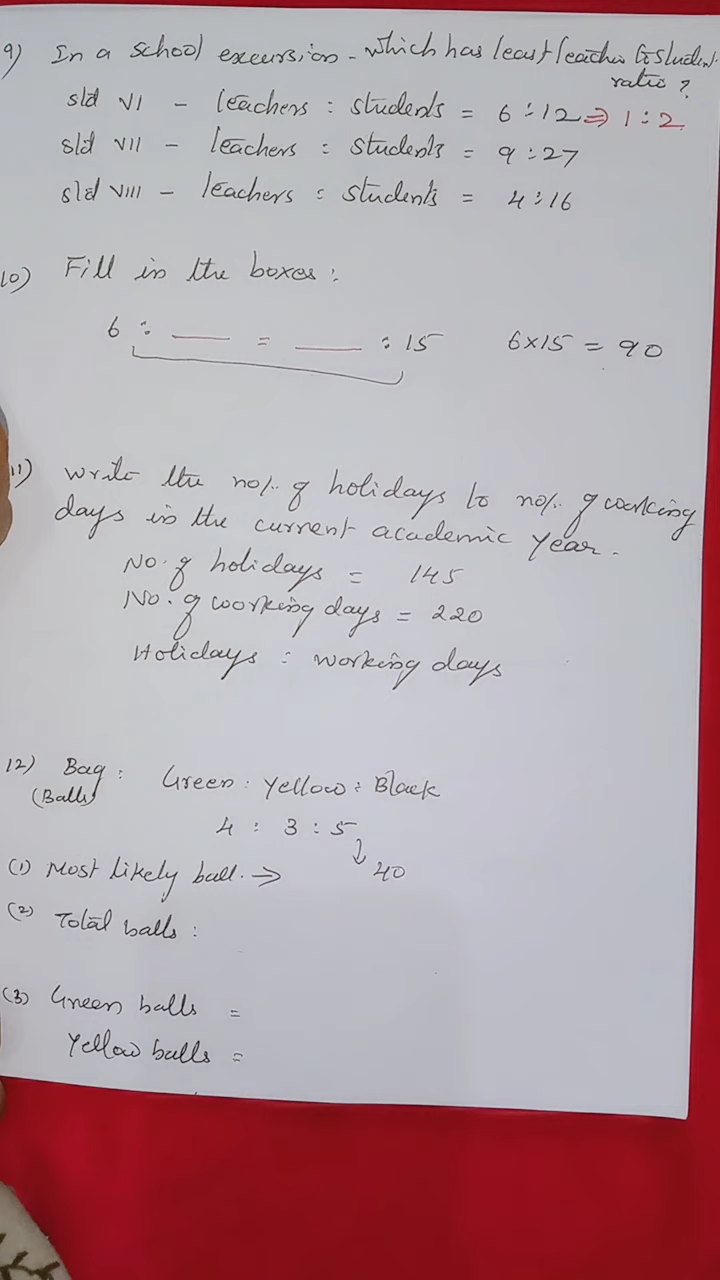 9) In a school excursion - which has least teacher to student
ratio ?
std VI - teachers : students = 6 : 12 ⇒ 1 : 2
std VII - teachers : students = 9 : 27
std VIII - teachers : students = 4 : 16
10) Fill in the boxes :
6 : ___ = ___ : 15 6×15 = 90
11) Write the no/. of holidays to no/. of working
days in the current academic year.
No. of holidays = 145
No. of working days = 220
Holidays : working days
12) Bag : Green : Yellow : Black
(Balls)
4 : 3 : 5
↓ 40
(1) Most likely ball. →
(2) Total balls :
(3) Green balls =
Yellow balls =